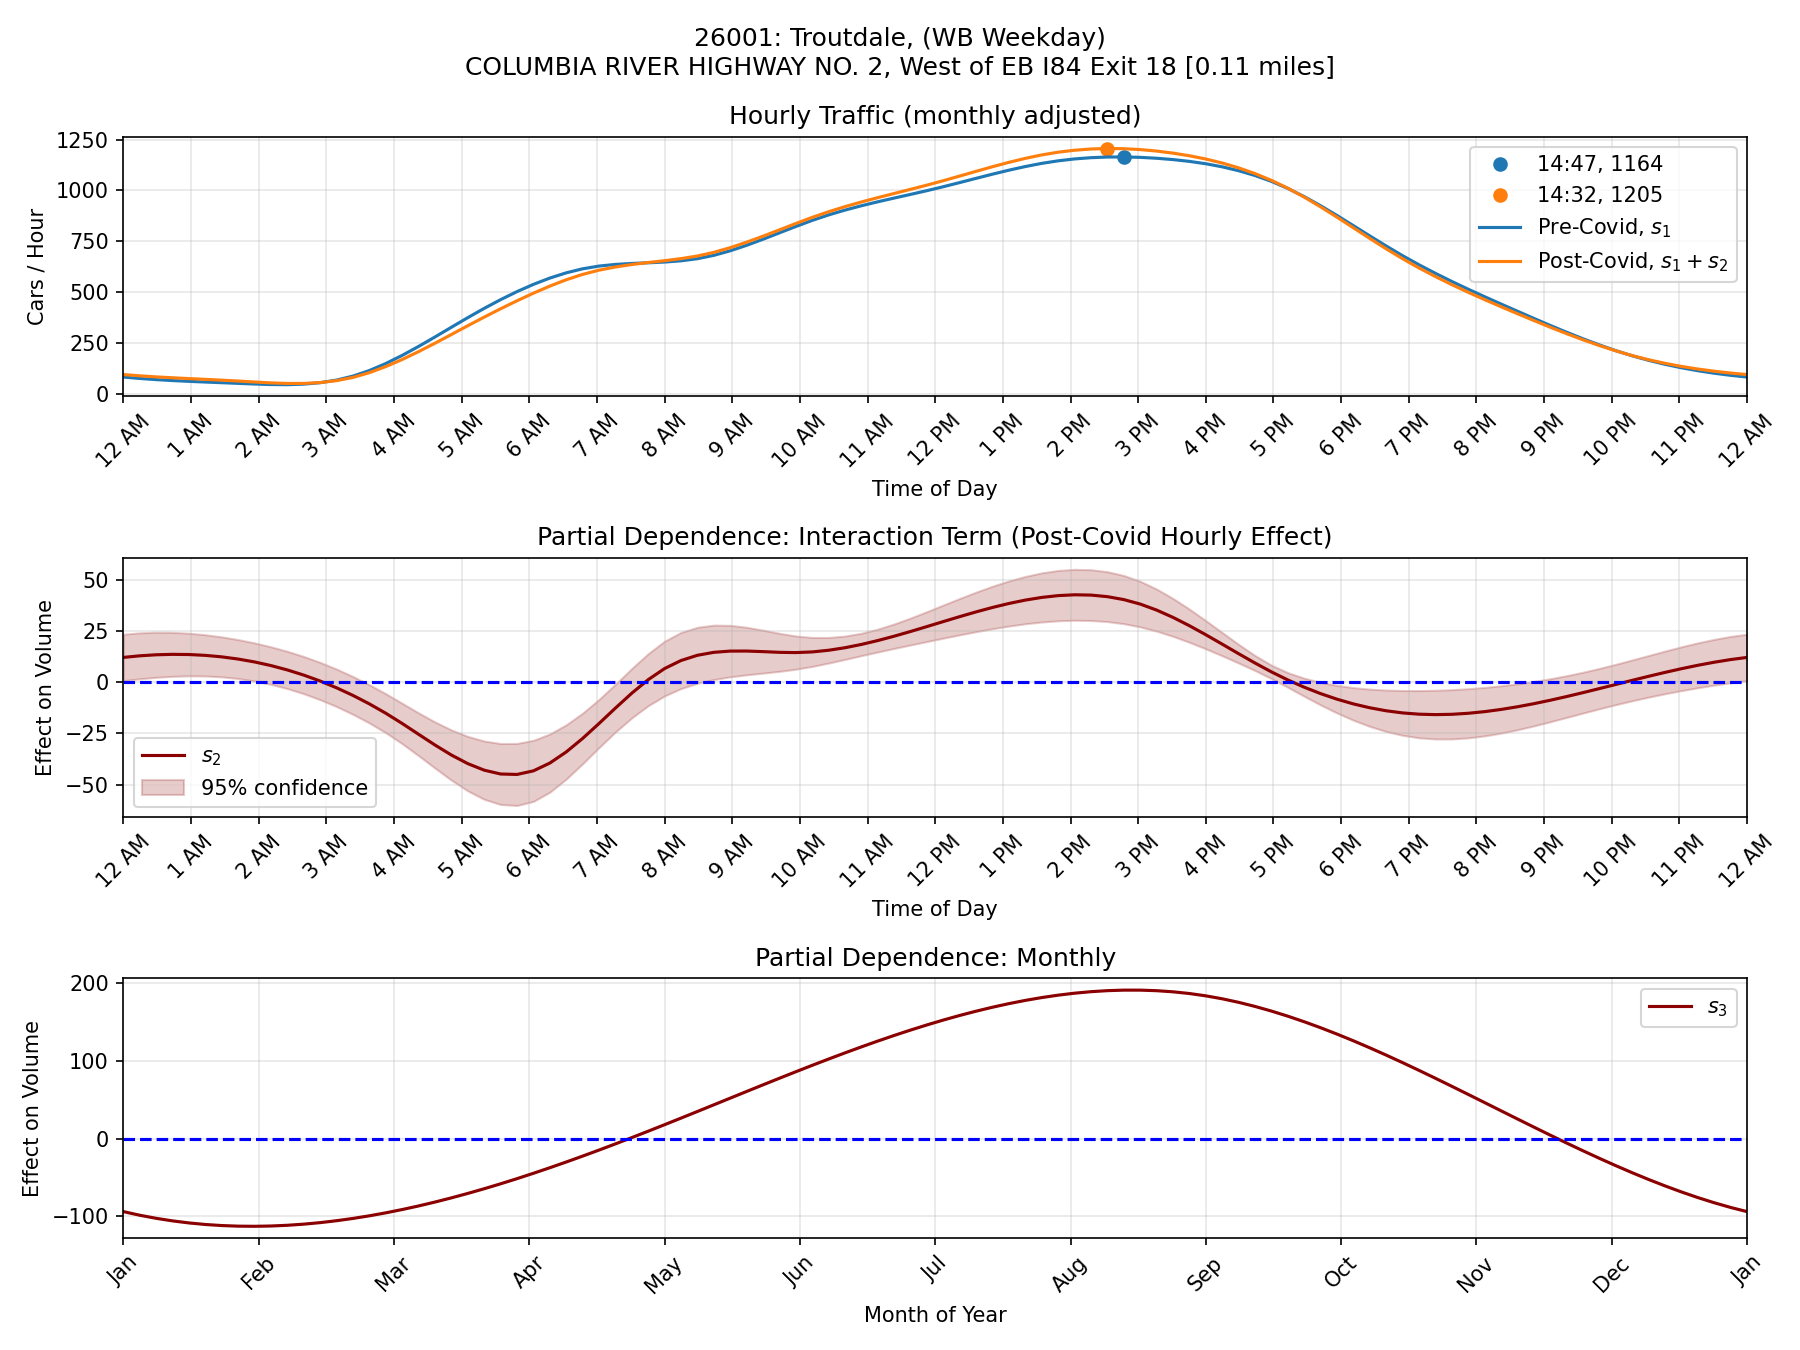 26001: Troutdale, (WB Weekday)
COLUMBIA RIVER HIGHWAY NO. 2, West of EB I84 Exit 18 [0.11 miles]
Hourly Traffic (monthly adjusted)
Cars / Hour
1250
1000
750
500
250
0
14:47, 1164
14:32, 1205
Pre-Covid, s₁
Post-Covid, s₁ + s₂
12 AM 1 AM 2 AM 3 AM 4 AM 5 AM 6 AM 7 AM 8 AM 9 AM 10 AM 11 AM 12 PM 1 PM 2 PM 3 PM 4 PM 5 PM 6 PM 7 PM 8 PM 9 PM 10 PM 11 PM 12 AM
Time of Day
Partial Dependence: Interaction Term (Post-Covid Hourly Effect)
Effect on Volume
50
25
0
−25
−50
s₂
95% confidence
12 AM 1 AM 2 AM 3 AM 4 AM 5 AM 6 AM 7 AM 8 AM 9 AM 10 AM 11 AM 12 PM 1 PM 2 PM 3 PM 4 PM 5 PM 6 PM 7 PM 8 PM 9 PM 10 PM 11 PM 12 AM
Time of Day
Partial Dependence: Monthly
Effect on Volume
200
100
0
−100
s₃
Jan Feb Mar Apr May Jun Jul Aug Sep Oct Nov Dec Jan
Month of Year